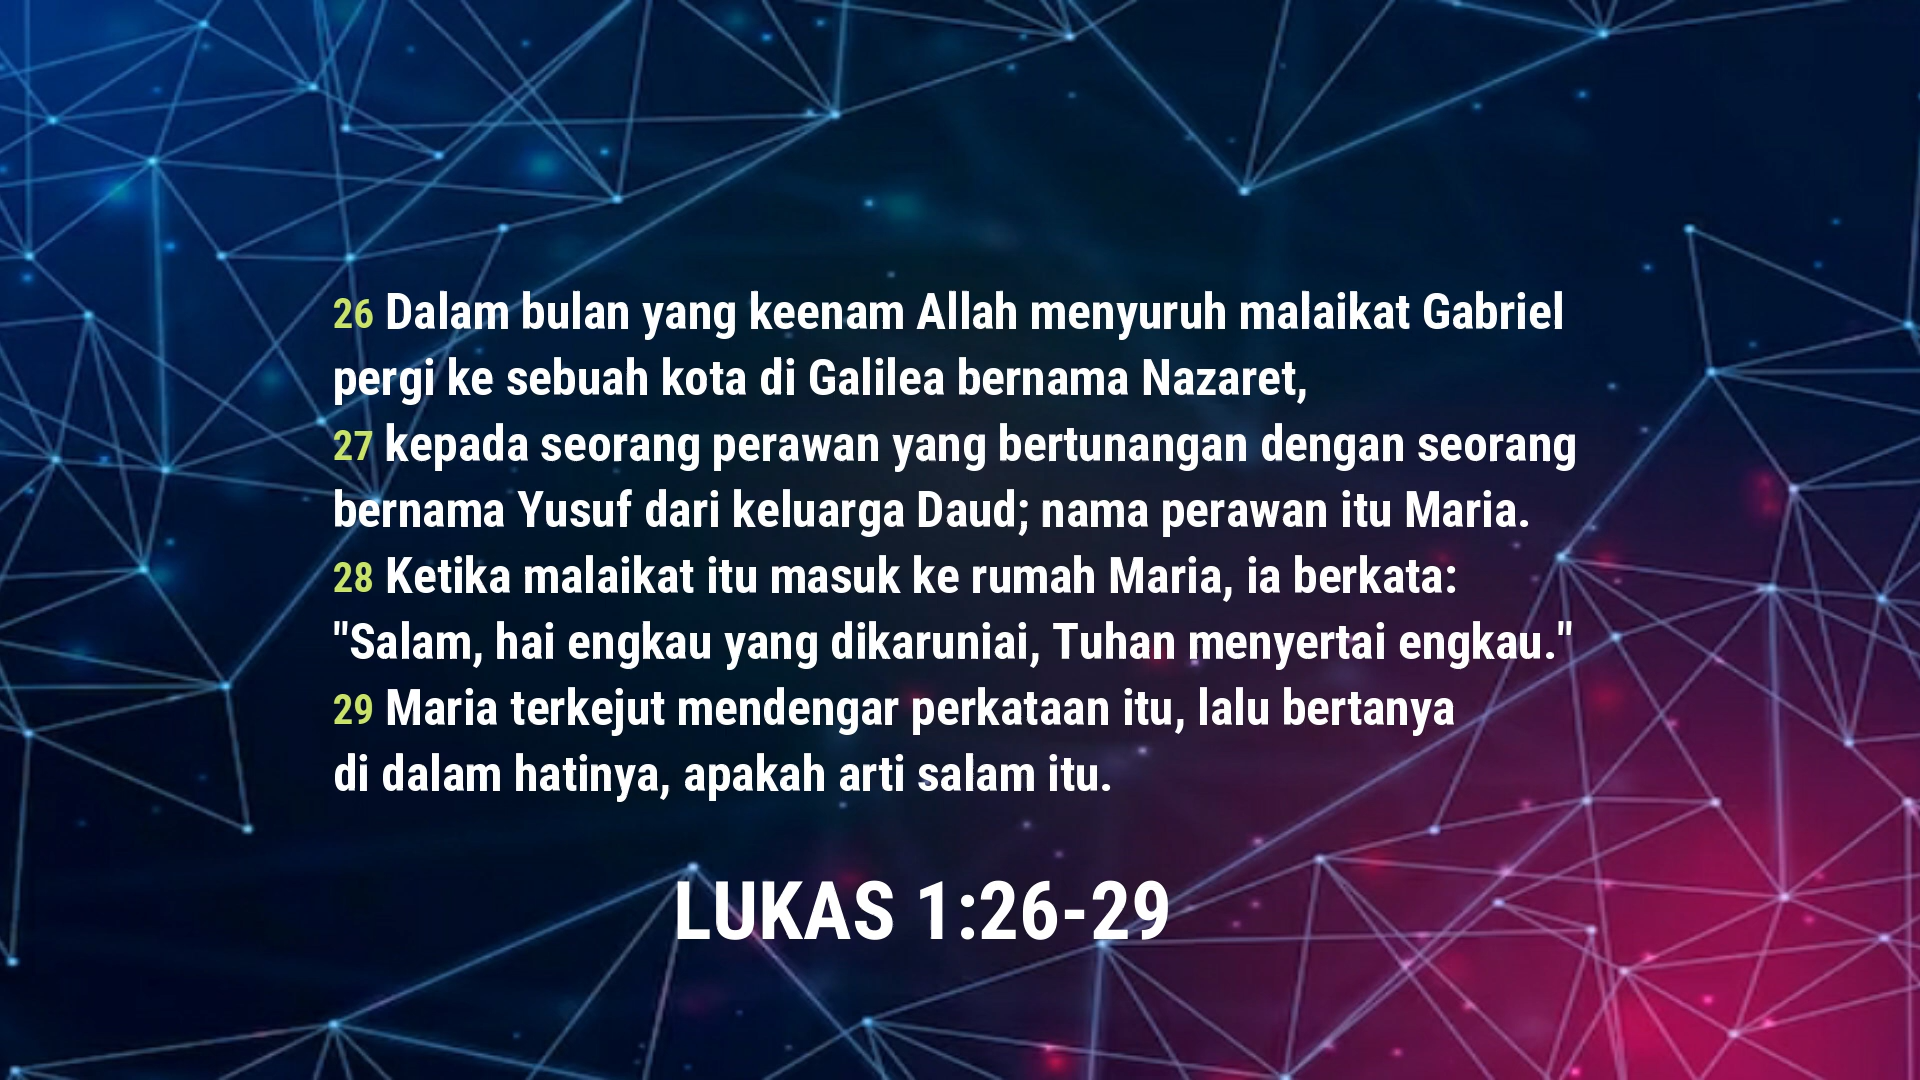 26 Dalam bulan yang keenam Allah menyuruh malaikat Gabriel
pergi ke sebuah kota di Galilea bernama Nazaret,
27 kepada seorang perawan yang bertunangan dengan seorang
bernama Yusuf dari keluarga Daud; nama perawan itu Maria.
28 Ketika malaikat itu masuk ke rumah Maria, ia berkata:
"Salam, hai engkau yang dikaruniai, Tuhan menyertai engkau."
29 Maria terkejut mendengar perkataan itu, lalu bertanya
di dalam hatinya, apakah arti salam itu.
LUKAS 1:26-29